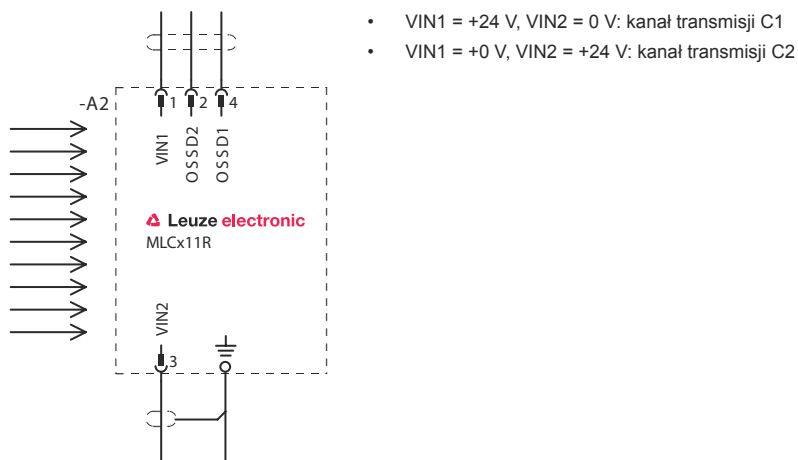 • VIN1 = +24 V, VIN2 = 0 V: kanał transmisji C1
• VIN1 = +0 V, VIN2 = +24 V: kanał transmisji C2
-A2
1 2 4
VIN1
OSSD2
OSSD1
Leuze electronic
MLCx11R
VIN2
3